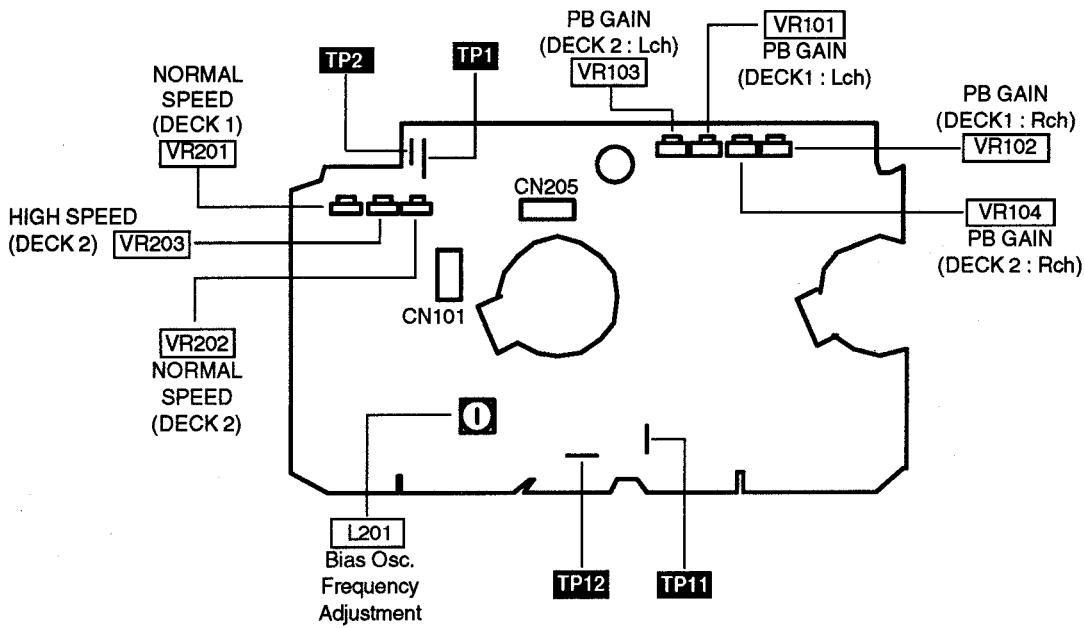 PB GAIN
(DECK 2 : Lch)
VR103
VR101
PB GAIN
(DECK1 : Lch)
TP2
TP1
NORMAL
SPEED
(DECK 1)
VR201
PB GAIN
(DECK1 : Rch)
VR102
CN205
HIGH SPEED
(DECK 2)
VR203
VR104
PB GAIN
(DECK 2 : Rch)
CN101
VR202
NORMAL
SPEED
(DECK 2)
L201
Bias Osc.
Frequency
Adjustment
TP12
TP11